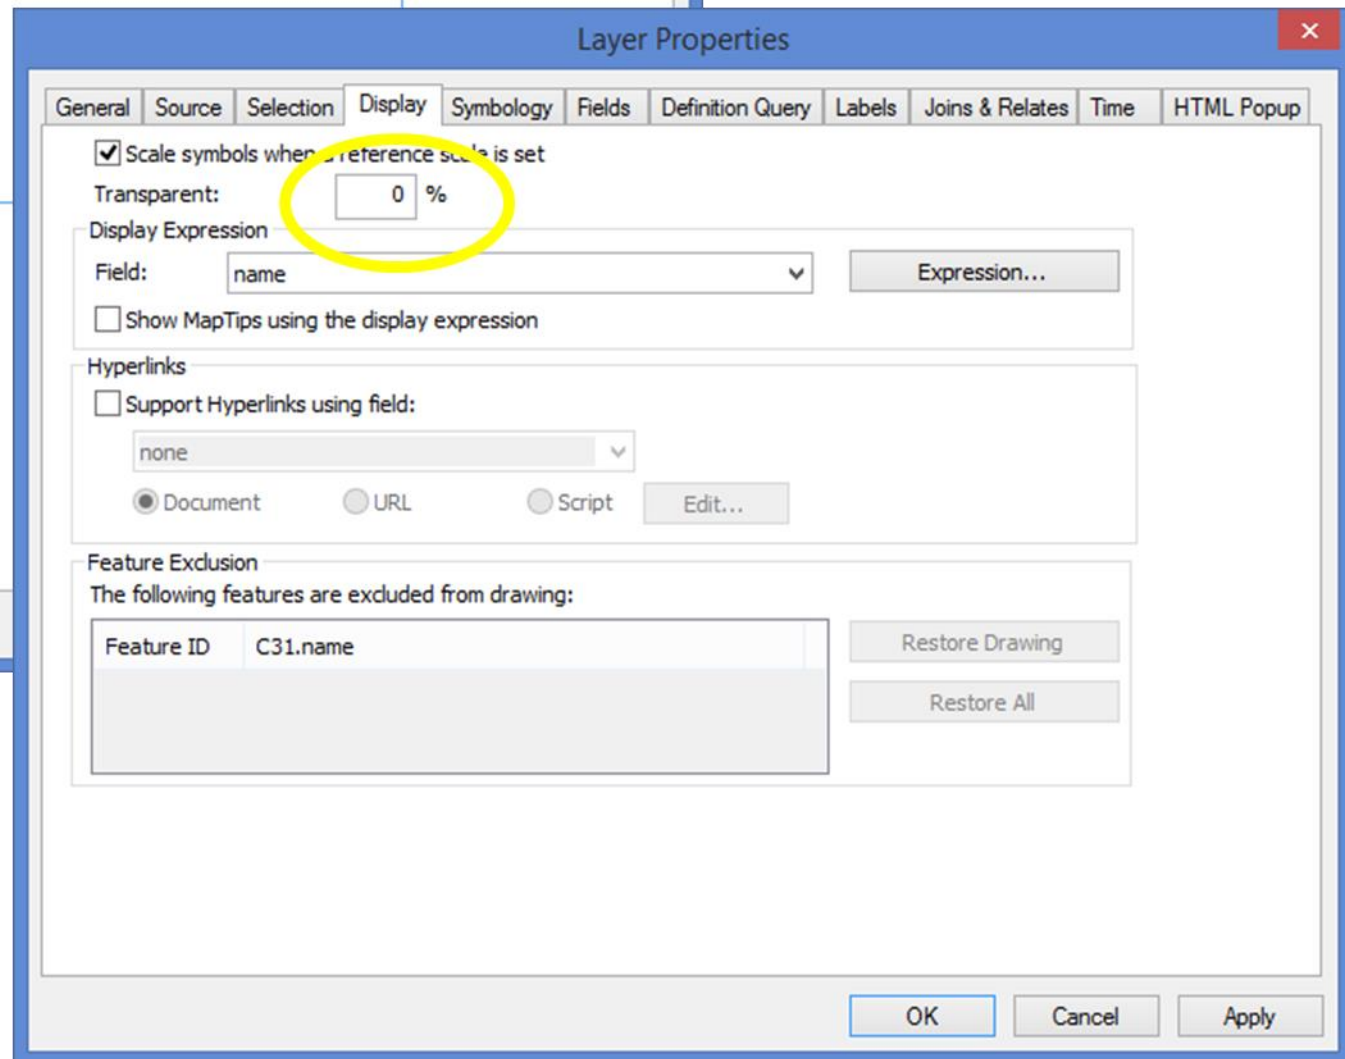 Layer Properties
General Source Selection Display Symbology Fields Definition Query Labels Joins & Relates Time HTML Popup
Scale symbols when a reference scale is set
Transparent: 0 %
Display Expression
Field: name Expression...
Show MapTips using the display expression
Hyperlinks
Support Hyperlinks using field:
none
Document URL Script Edit...
Feature Exclusion
The following features are excluded from drawing:
Feature ID C31.name Restore Drawing
Restore All
OK Cancel Apply